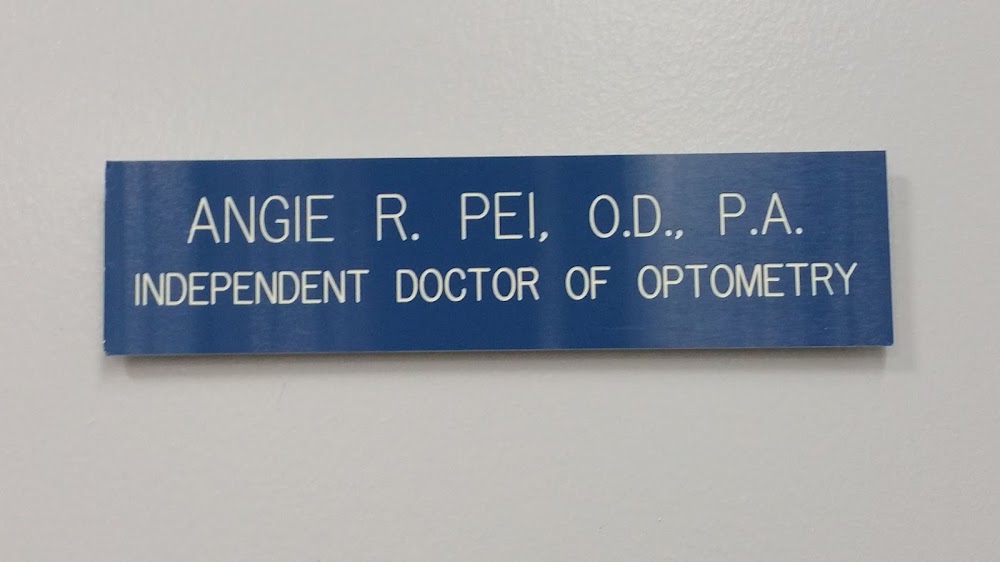 ANGIE R. PEI, O.D., P.A.
INDEPENDENT DOCTOR OF OPTOMETRY